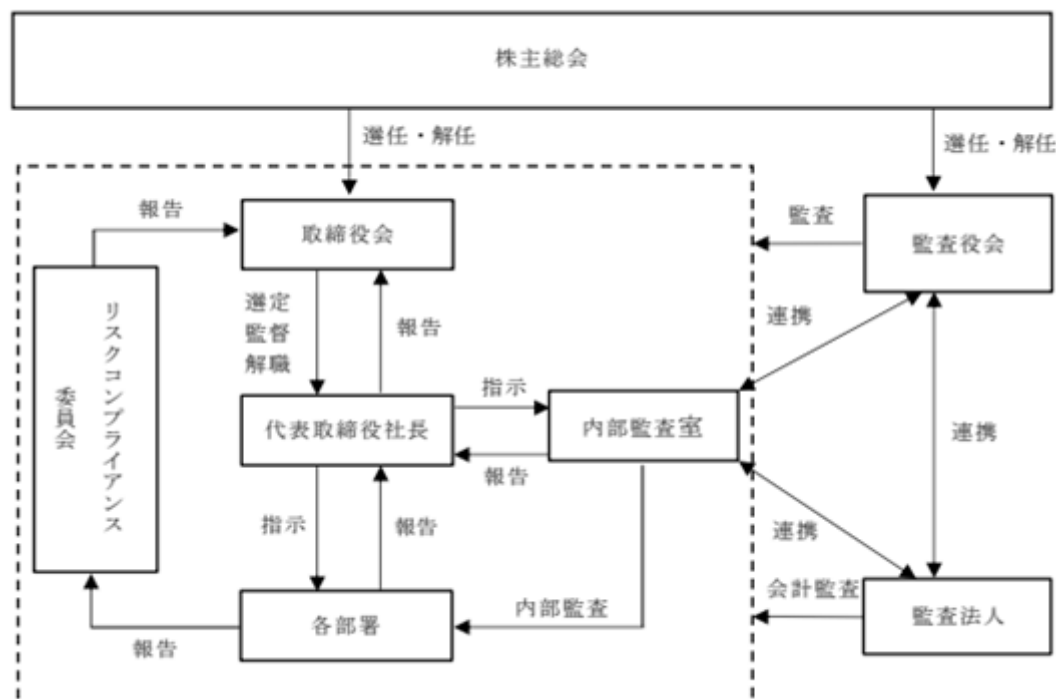 株主総会
選任・解任
選任・解任
報告
取締役会
監査
監査役会
選定
監督
解職
報告
連携
リスクコンプライアンス
委員会
代表取締役社長
指示
報告
内部監査室
連携
指示
報告
連携
各部署
内部監査
会計監査
監査法人
報告